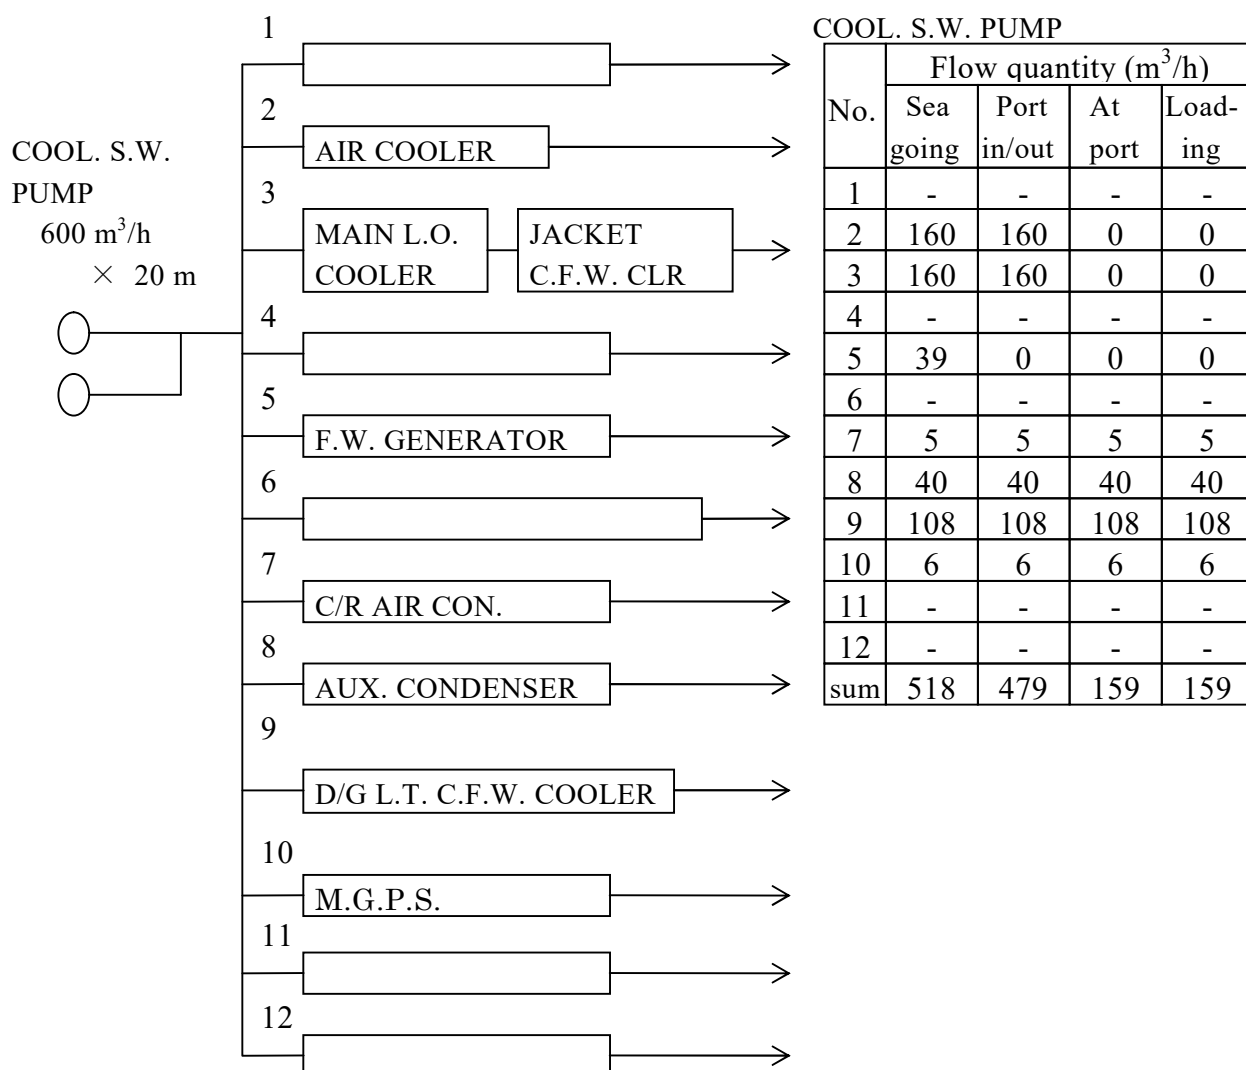 COOL. S.W.
PUMP
600 m³/h
× 20 m
1
2
AIR COOLER
3
MAIN L.O.
COOLER
JACKET
C.F.W. CLR
4
5
F.W. GENERATOR
6
7
C/R AIR CON.
8
AUX. CONDENSER
9
D/G L.T. C.F.W. COOLER
10
M.G.P.S.
11
12
COOL. S.W. PUMP
No. Flow quantity (m³/h)
Sea going Port in/out At port Load-ing
1 - - - -
2 160 160 0 0
3 160 160 0 0
4 - - - -
5 39 0 0 0
6 - - - -
7 5 5 5 5
8 40 40 40 40
9 108 108 108 108
10 6 6 6 6
11 - - - -
12 - - - -
sum 518 479 159 159